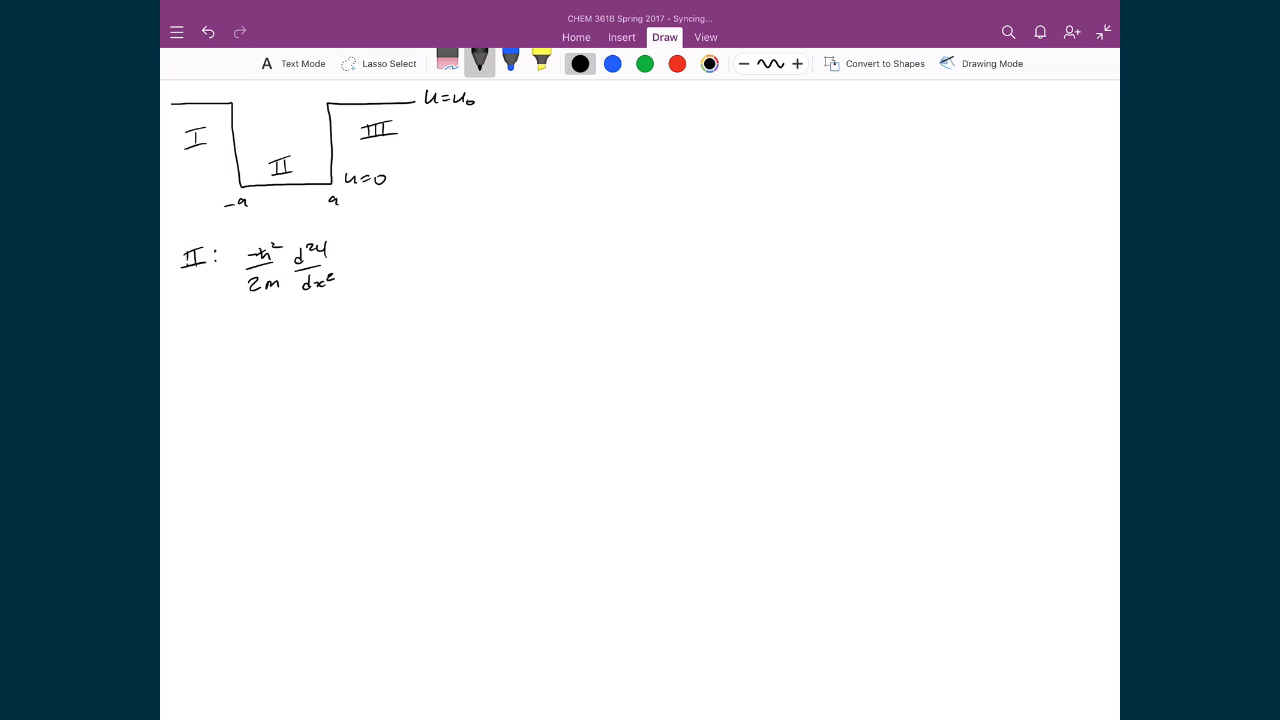 CHEM 361B Spring 2017 - Syncing...
Home Insert Draw View
A Text Mode Lasso Select Convert to Shapes Drawing Mode
U=U₀
I III
II
U=0
-a a
II: -ħ²/2m d²ψ/dx²